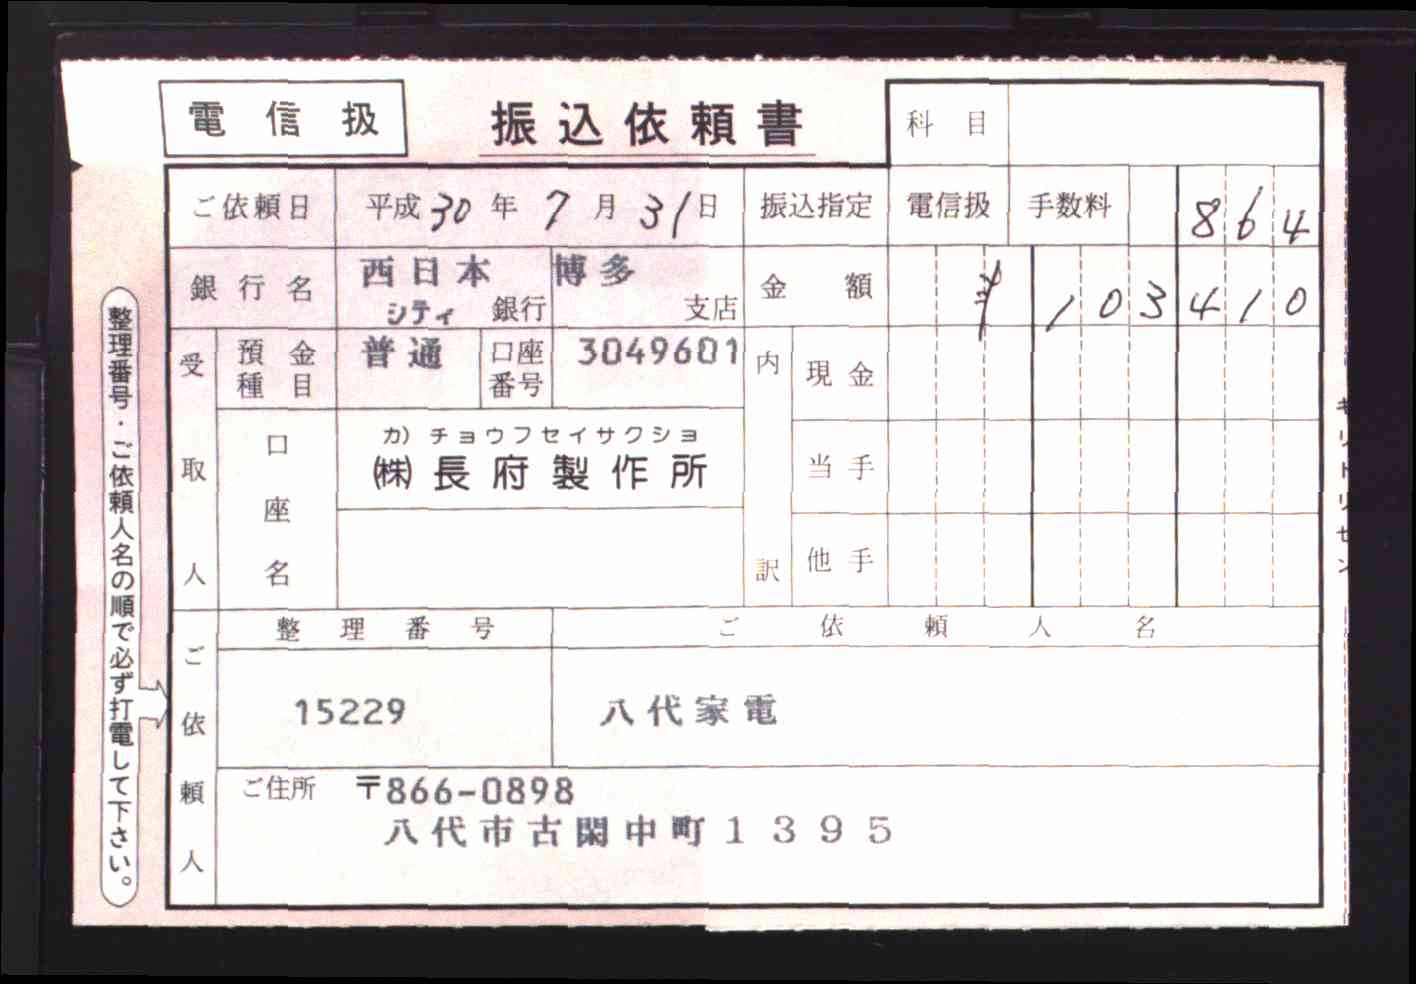 電信扱 振込依頼書 科目
ご依頼日 平成30年7月31日 振込指定 電信扱 手数料 864
銀行名 西日本シティ 銀行 博多 支店 金額 ¥103410
受取人 預金種目 普通 口座番号 3049601 内訳 現金
口座名 カ)チョウフセイサクショ
㈱長府製作所 当手
他手
ご依頼人 整理番号 ご依頼人名
15229 八代家電
ご住所 〒866-0898
八代市古閑中町1395
整理番号・ご依頼人名の順で必ず打電して下さい。
キリトリセン